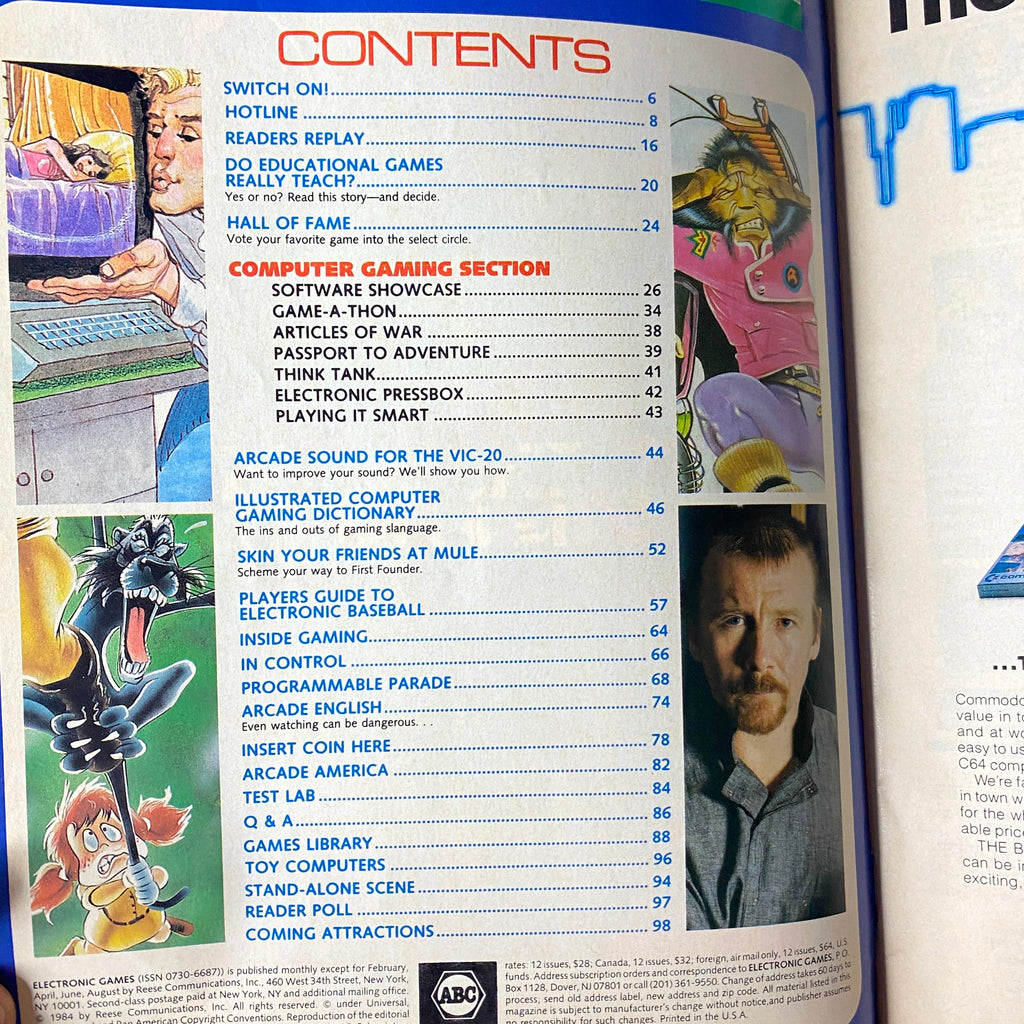 CONTENTS
SWITCH ON! 6
HOTLINE 8
READERS REPLAY 16
DO EDUCATIONAL GAMES
REALLY TEACH? 20
Yes or no? Read this story—and decide.
HALL OF FAME 24
Vote your favorite game into the select circle.
COMPUTER GAMING SECTION
SOFTWARE SHOWCASE 26
GAME-A-THON 34
ARTICLES OF WAR 38
PASSPORT TO ADVENTURE 39
THINK TANK 41
ELECTRONIC PRESSBOX 42
PLAYING IT SMART 43
ARCADE SOUND FOR THE VIC-20 44
Want to improve your sound? We'll show you how.
ILLUSTRATED COMPUTER
GAMING DICTIONARY 46
The ins and outs of gaming slanguage.
SKIN YOUR FRIENDS AT MULE 52
Scheme your way to First Founder.
PLAYERS GUIDE TO
ELECTRONIC BASEBALL 57
INSIDE GAMING 64
IN CONTROL 66
PROGRAMMABLE PARADE 68
ARCADE ENGLISH 74
Even watching can be dangerous. . .
INSERT COIN HERE 78
ARCADE AMERICA 82
TEST LAB 84
Q & A 86
GAMES LIBRARY 88
TOY COMPUTERS 96
STAND-ALONE SCENE 94
READER POLL 97
COMING ATTRACTIONS 98
ELECTRONIC GAMES (ISSN 0730-6687)) is published monthly except for February,
April, June, August by Reese Communications, Inc., 460 West 34th Street, New York,
NY 10001. Second-class postage paid at New York, NY and additional mailing office.
© 1984 by Reese Communications, Inc. All rights reserved. © under Universal,
Pan American Copyright Conventions. Reproduction of the editorial
ABC
rates: 12 issues, $28; Canada, 12 issues, $32; foreign, air mail only, 12 issues, $64, U.S.
funds. Address subscription orders and correspondence to ELECTRONIC GAMES, P.O.
Box 1128, Dover, NJ 07801 or call (201) 361-9550. Change of address takes 60 days to
process; send old address label, new address and zip code. All material listed in this
magazine is subject to manufacturer's change without notice, and publisher assumes
no responsibility for such changes. Printed in the U.S.A.
value in
and at
easy to
C64
We're
in town
for the
able
THE
can be
exciting,